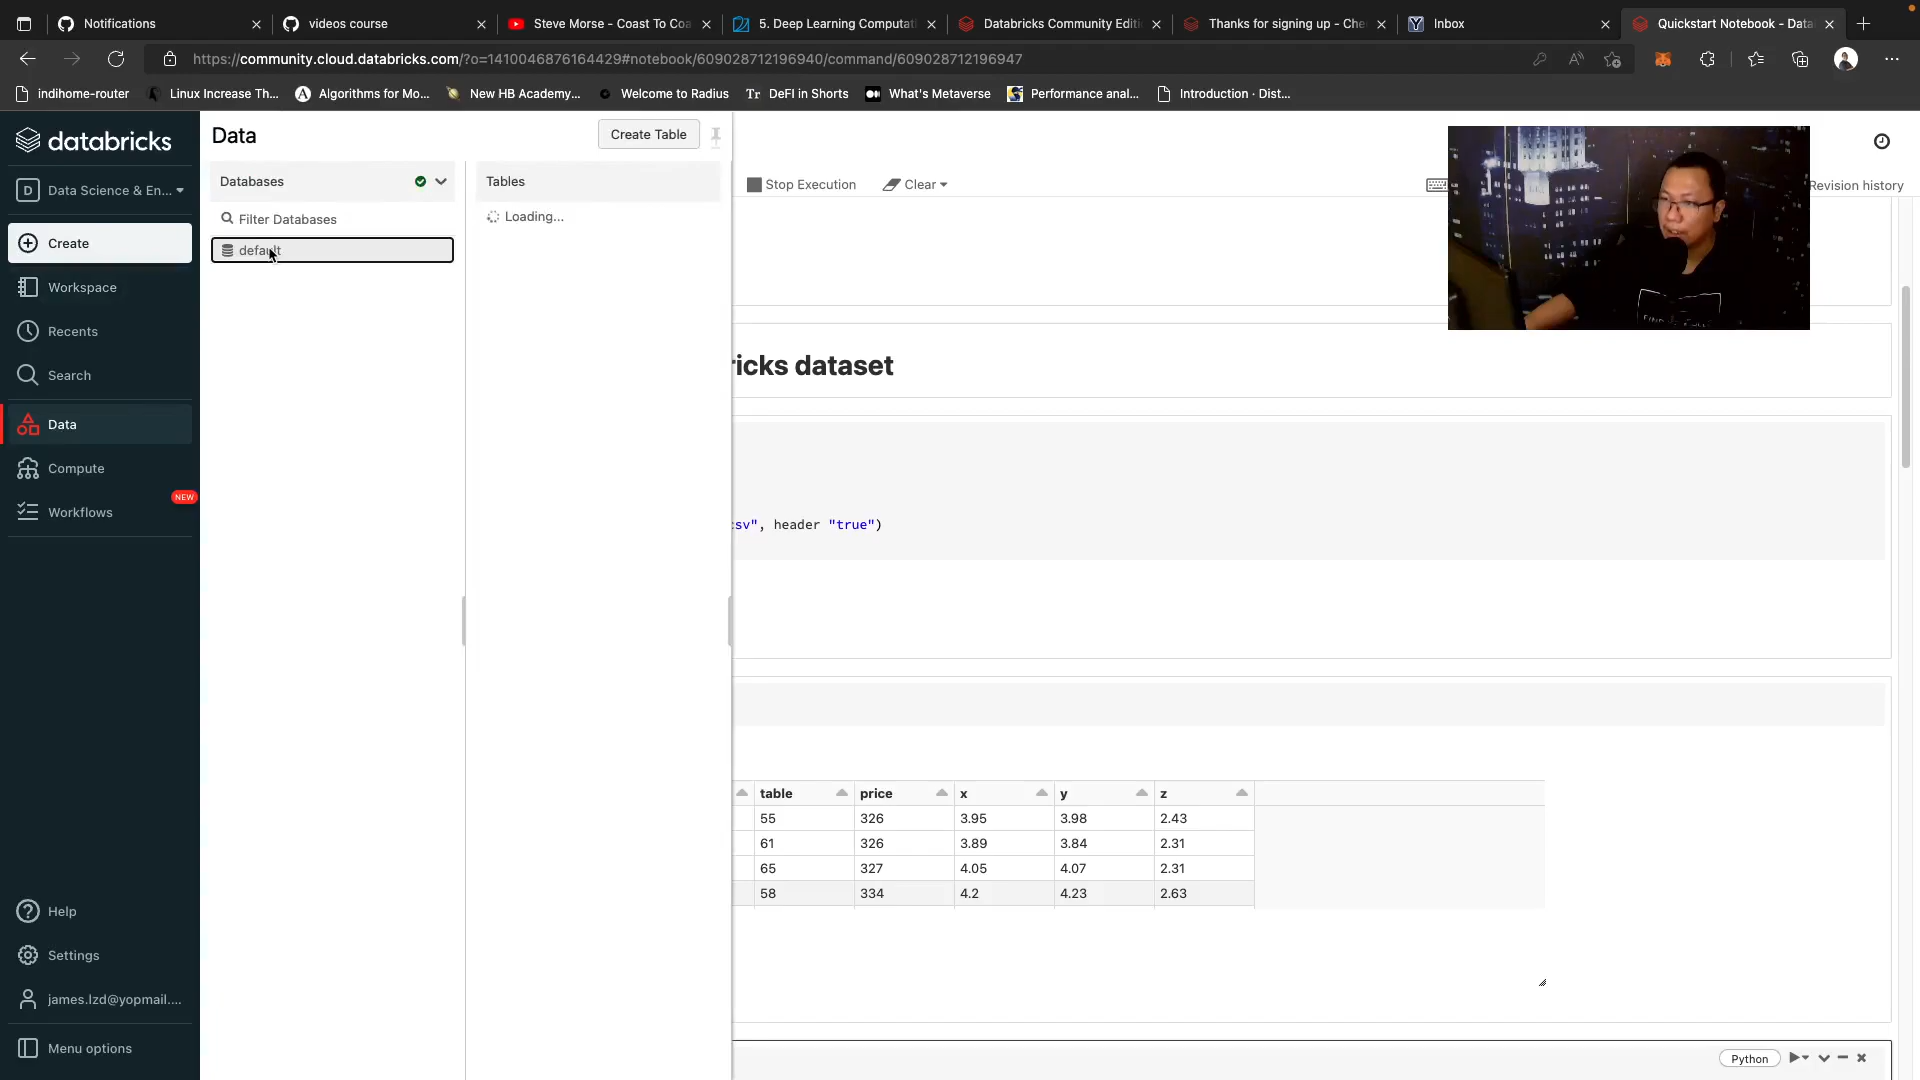 Notifications
videos course
Steve Morse - Coast To Coa
5. Deep Learning Computati
Databricks Community Editi
Thanks for signing up - Che
Inbox
Quickstart Notebook - Data
https://community.cloud.databricks.com/?o=1410046876164429#notebook/609028712196940/command/609028712196947
indihome-router
Linux Increase Th...
Algorithms for Mo...
New HB Academy...
Welcome to Radius
Tr DeFI in Shorts
What's Metaverse
Performance anal...
Introduction · Dist...
databricks
D Data Science & En...
Create
Workspace
Recents
Search
Data
Compute
NEW
Workflows
Help
Settings
james.lzd@yopmail....
Menu options
Data
Create Table
Databases
Filter Databases
default
Tables
Loading...
Stop Execution
Clear
Revision history
ricks dataset
csv", header "true")
table price x y z
55 326 3.95 3.98 2.43
61 326 3.89 3.84 2.31
65 327 4.05 4.07 2.31
58 334 4.2 4.23 2.63
Python